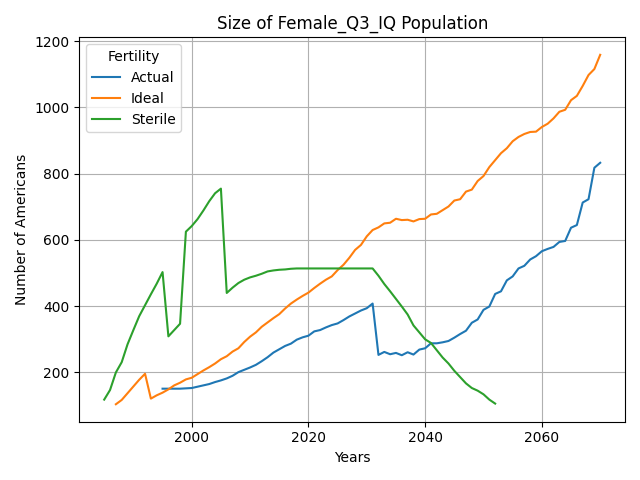 Size of Female_Q3_IQ Population
Fertility
Actual
Ideal
Sterile
Number of Americans
1200
1000
800
600
400
200
2000
2020
2040
2060
Years